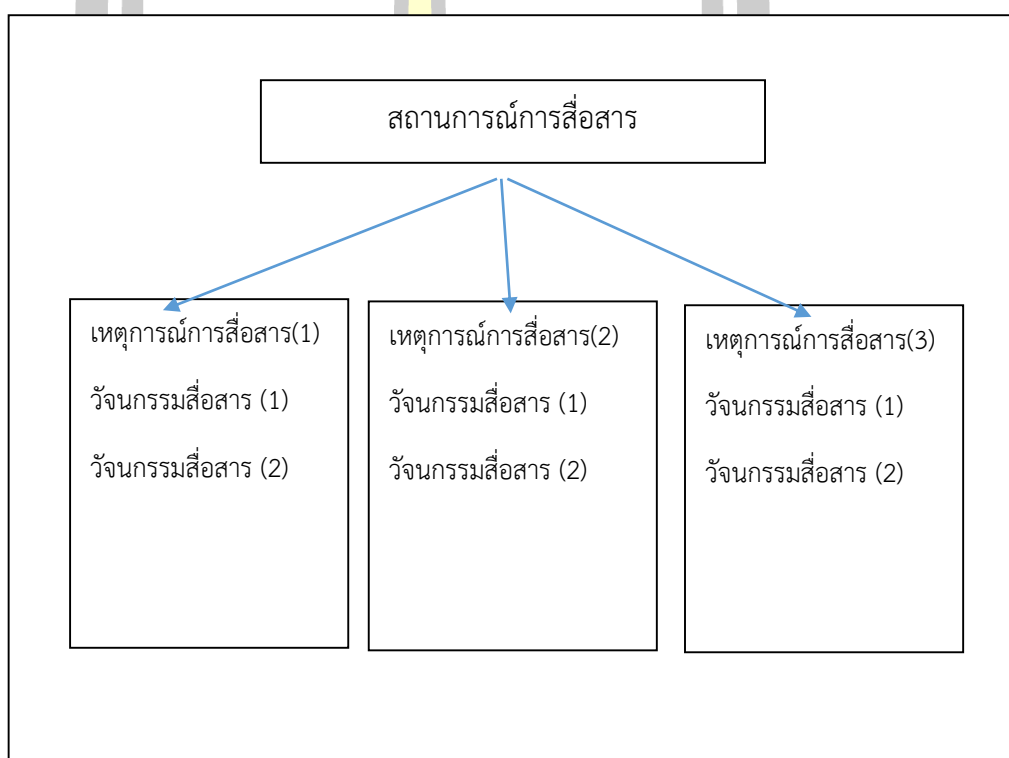 สถานการณ์การสื่อสาร
เหตุการณ์การสื่อสาร(1)
วัจนกรรมสื่อสาร (1)
วัจนกรรมสื่อสาร (2)
เหตุการณ์การสื่อสาร(2)
วัจนกรรมสื่อสาร (1)
วัจนกรรมสื่อสาร (2)
เหตุการณ์การสื่อสาร(3)
วัจนกรรมสื่อสาร (1)
วัจนกรรมสื่อสาร (2)